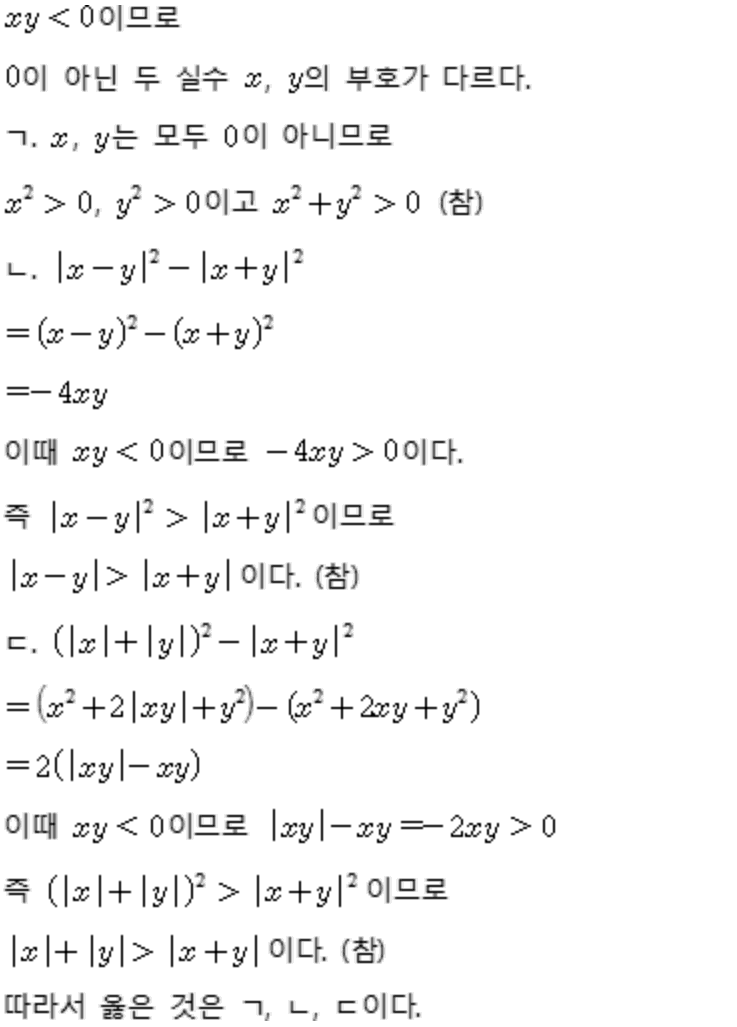 xy < 0이므로
0이 아닌 두 실수 x, y의 부호가 다르다.
ㄱ. x, y는 모두 0이 아니므로
x² > 0, y² > 0이고 x²+y² > 0 (참)
ㄴ. |x−y|²−|x+y|²
=(x−y)²−(x+y)²
=−4xy
이때 xy < 0이므로 −4xy > 0이다.
즉 |x−y|² > |x+y|²이므로
|x−y| > |x+y|이다. (참)
ㄷ. (|x|+|y|)²−|x+y|²
=(x²+2|xy|+y²)−(x²+2xy+y²)
=2(|xy|−xy)
이때 xy < 0이므로 |xy|−xy=−2xy > 0
즉 (|x|+|y|)² > |x+y|²이므로
|x|+|y| > |x+y|이다. (참)
따라서 옳은 것은 ㄱ, ㄴ, ㄷ이다.